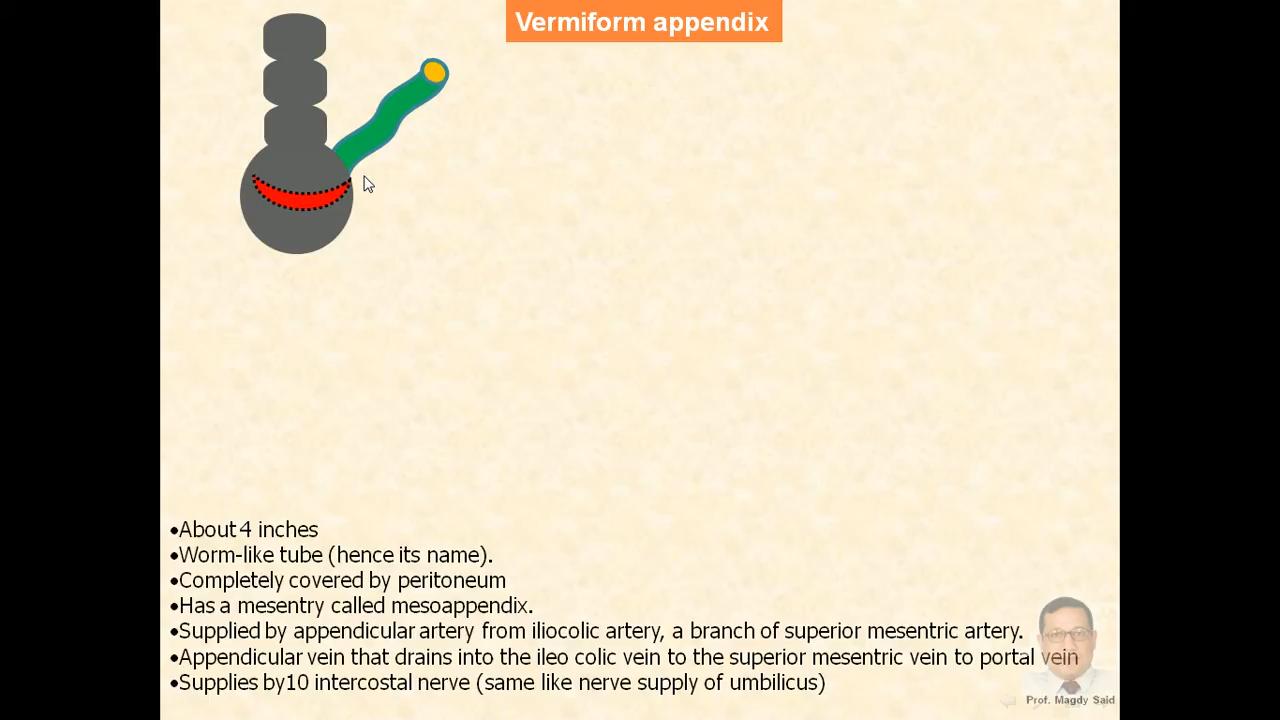 Vermiform appendix
•About 4 inches
•Worm-like tube (hence its name).
•Completely covered by peritoneum
•Has a mesentry called mesoappendix.
•Supplied by appendicular artery from iliocolic artery, a branch of superior mesentric artery.
•Appendicular vein that drains into the ileo colic vein to the superior mesentric vein to portal vein
•Supplies by10 intercostal nerve (same like nerve supply of umbilicus)
Prof. Magdy Said